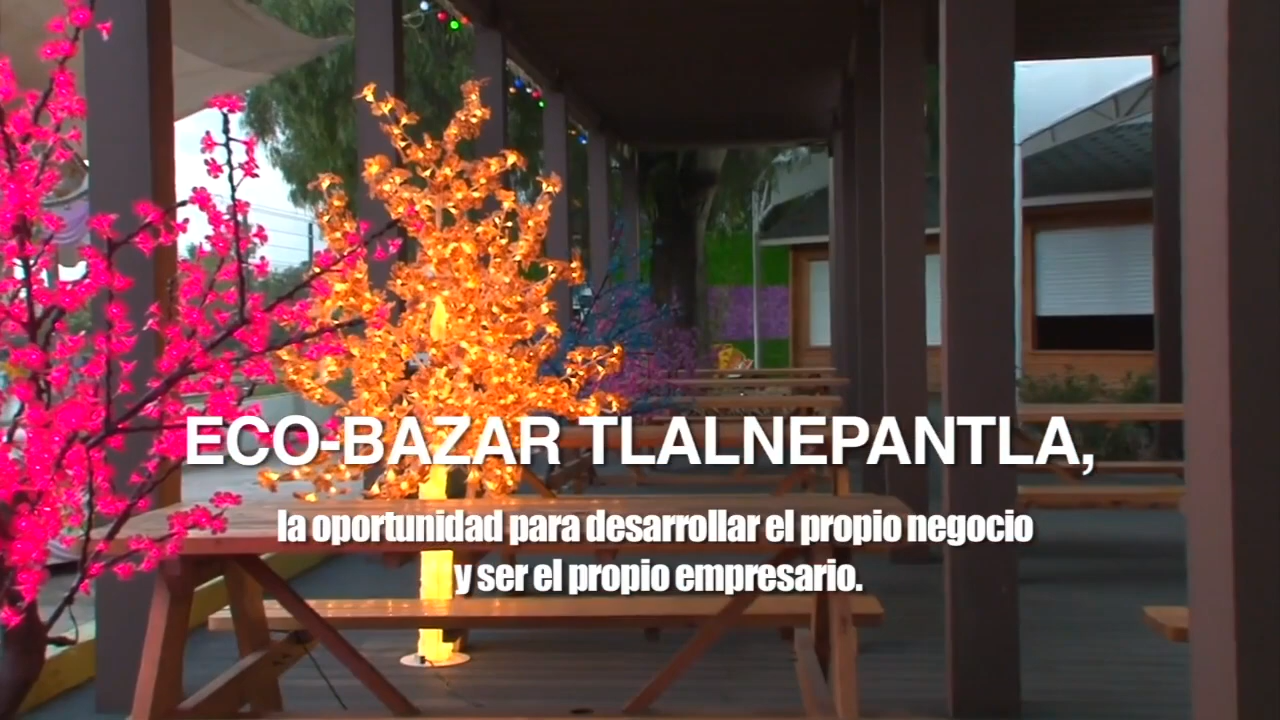 ECO-BAZAR TLALNEPANTLA,
la oportunidad para desarrollar el propio negocio
y ser el propio empresario.